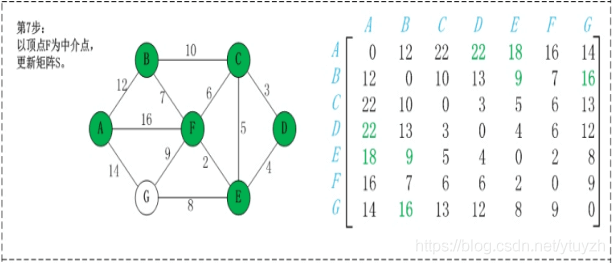 第7步:
以顶点F为中介点,
更新矩阵S。
A B C D E F G
12 10 7 16 6 3 5 14 9 2 4 8
A B C D E F G
A 0 12 22 22 18 16 14
B 12 0 10 13 9 7 16
C 22 10 0 3 5 6 13
D 22 13 3 0 4 6 12
E 18 9 5 4 0 2 8
F 16 7 6 6 2 0 9
G 14 16 13 12 8 9 0
https://blog.csdn.net/ytuyzh